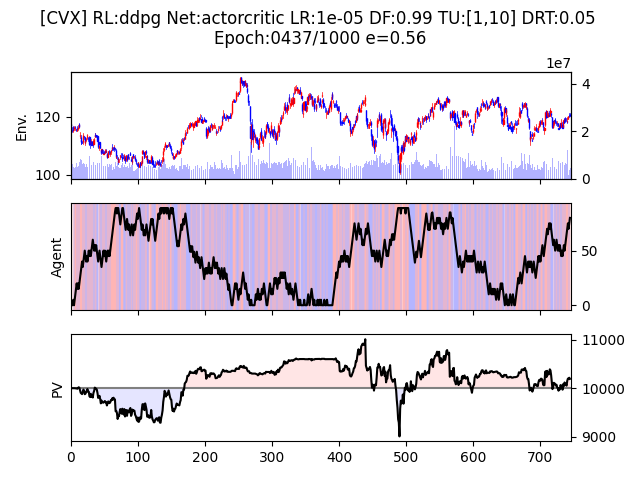 [CVX] RL:ddpg Net:actorcritic LR:1e-05 DF:0.99 TU:[1,10] DRT:0.05
Epoch:0437/1000 e=0.56
1e7
Env.
120
100
4
2
0
Agent
50
0
PV
11000
10000
9000
0 100 200 300 400 500 600 700